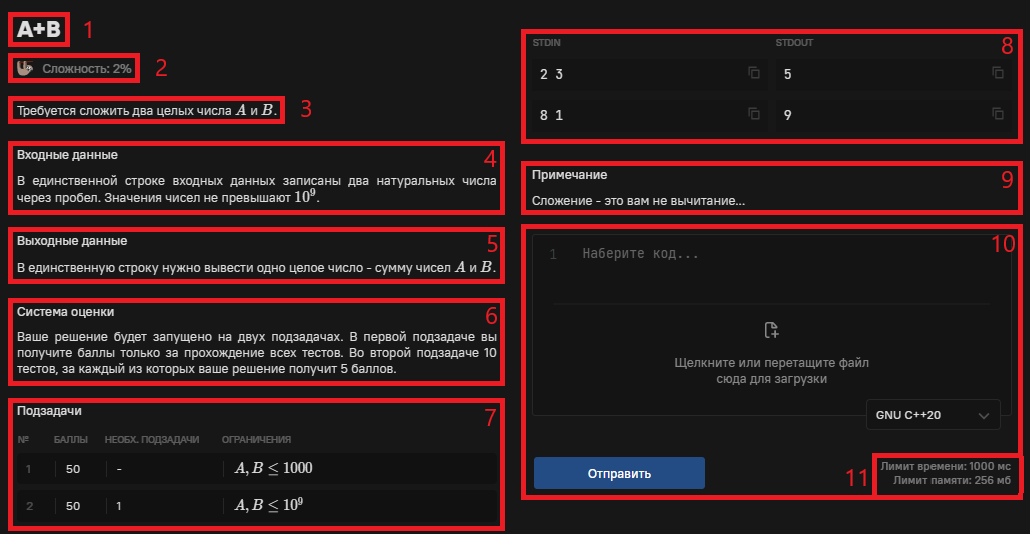 A+B 1
Сложность: 2% 2
Требуется сложить два целых числа A и B. 3
Входные данные 4
В единственной строке входных данных записаны два натуральных числа
через пробел. Значения чисел не превышают 10⁹.
Выходные данные 5
В единственную строку нужно вывести одно целое число - сумму чисел A и B.
Система оценки 6
Ваше решение будет запущено на двух подзадачах. В первой подзадаче вы
получите баллы только за прохождение всех тестов. Во второй подзадаче 10
тестов, за каждый из которых ваше решение получит 5 баллов.
Подзадачи 7
№ БАЛЛЫ НЕОБХ. ПОДЗАДАЧИ ОГРАНИЧЕНИЯ
1 50 - A, B ≤ 1000
2 50 1 A, B ≤ 10⁹
STDIN STDOUT 8
2 3 5
8 1 9
Примечание 9
Сложение - это вам не вычитание...
10
1 Наберите код...
Щелкните или перетащите файл
сюда для загрузки
GNU C++20
Отправить
11
Лимит времени: 1000 мс
Лимит памяти: 256 мб